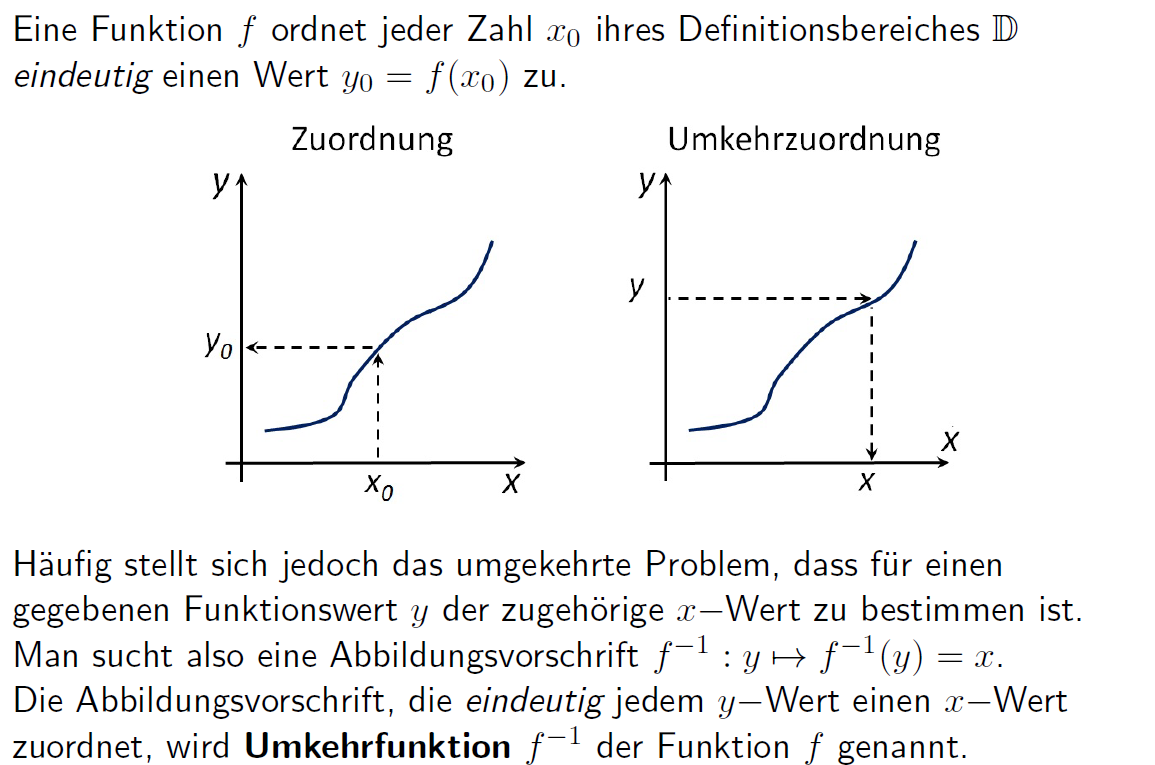 Eine Funktion f ordnet jeder Zahl x₀ ihres Definitionsbereiches 𝔻
eindeutig einen Wert y₀ = f(x₀) zu.
Zuordnung
Umkehrzuordnung
y
y₀
x₀
x
y
y
x
x
Häufig stellt sich jedoch das umgekehrte Problem, dass für einen
gegebenen Funktionswert y der zugehörige x−Wert zu bestimmen ist.
Man sucht also eine Abbildungsvorschrift f⁻¹ : y ↦ f⁻¹(y) = x.
Die Abbildungsvorschrift, die eindeutig jedem y−Wert einen x−Wert
zuordnet, wird Umkehrfunktion f⁻¹ der Funktion f genannt.